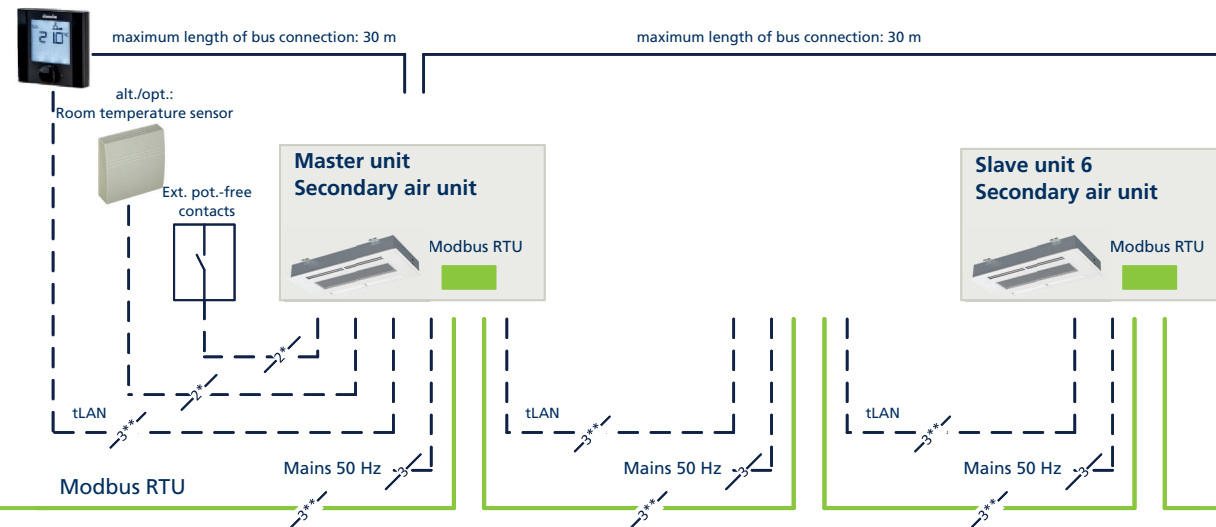 maximum length of bus connection: 30 m
maximum length of bus connection: 30 m
alt./opt.:
Room temperature sensor
Ext. pot.-free
contacts
Master unit
Secondary air unit
Modbus RTU
Slave unit 6
Secondary air unit
Modbus RTU
2*
2*
tLAN
3**
tLAN
3**
tLAN
3**
Mains 50 Hz
3
Mains 50 Hz
3
Mains 50 Hz
3
Modbus RTU
3**
3**
3**